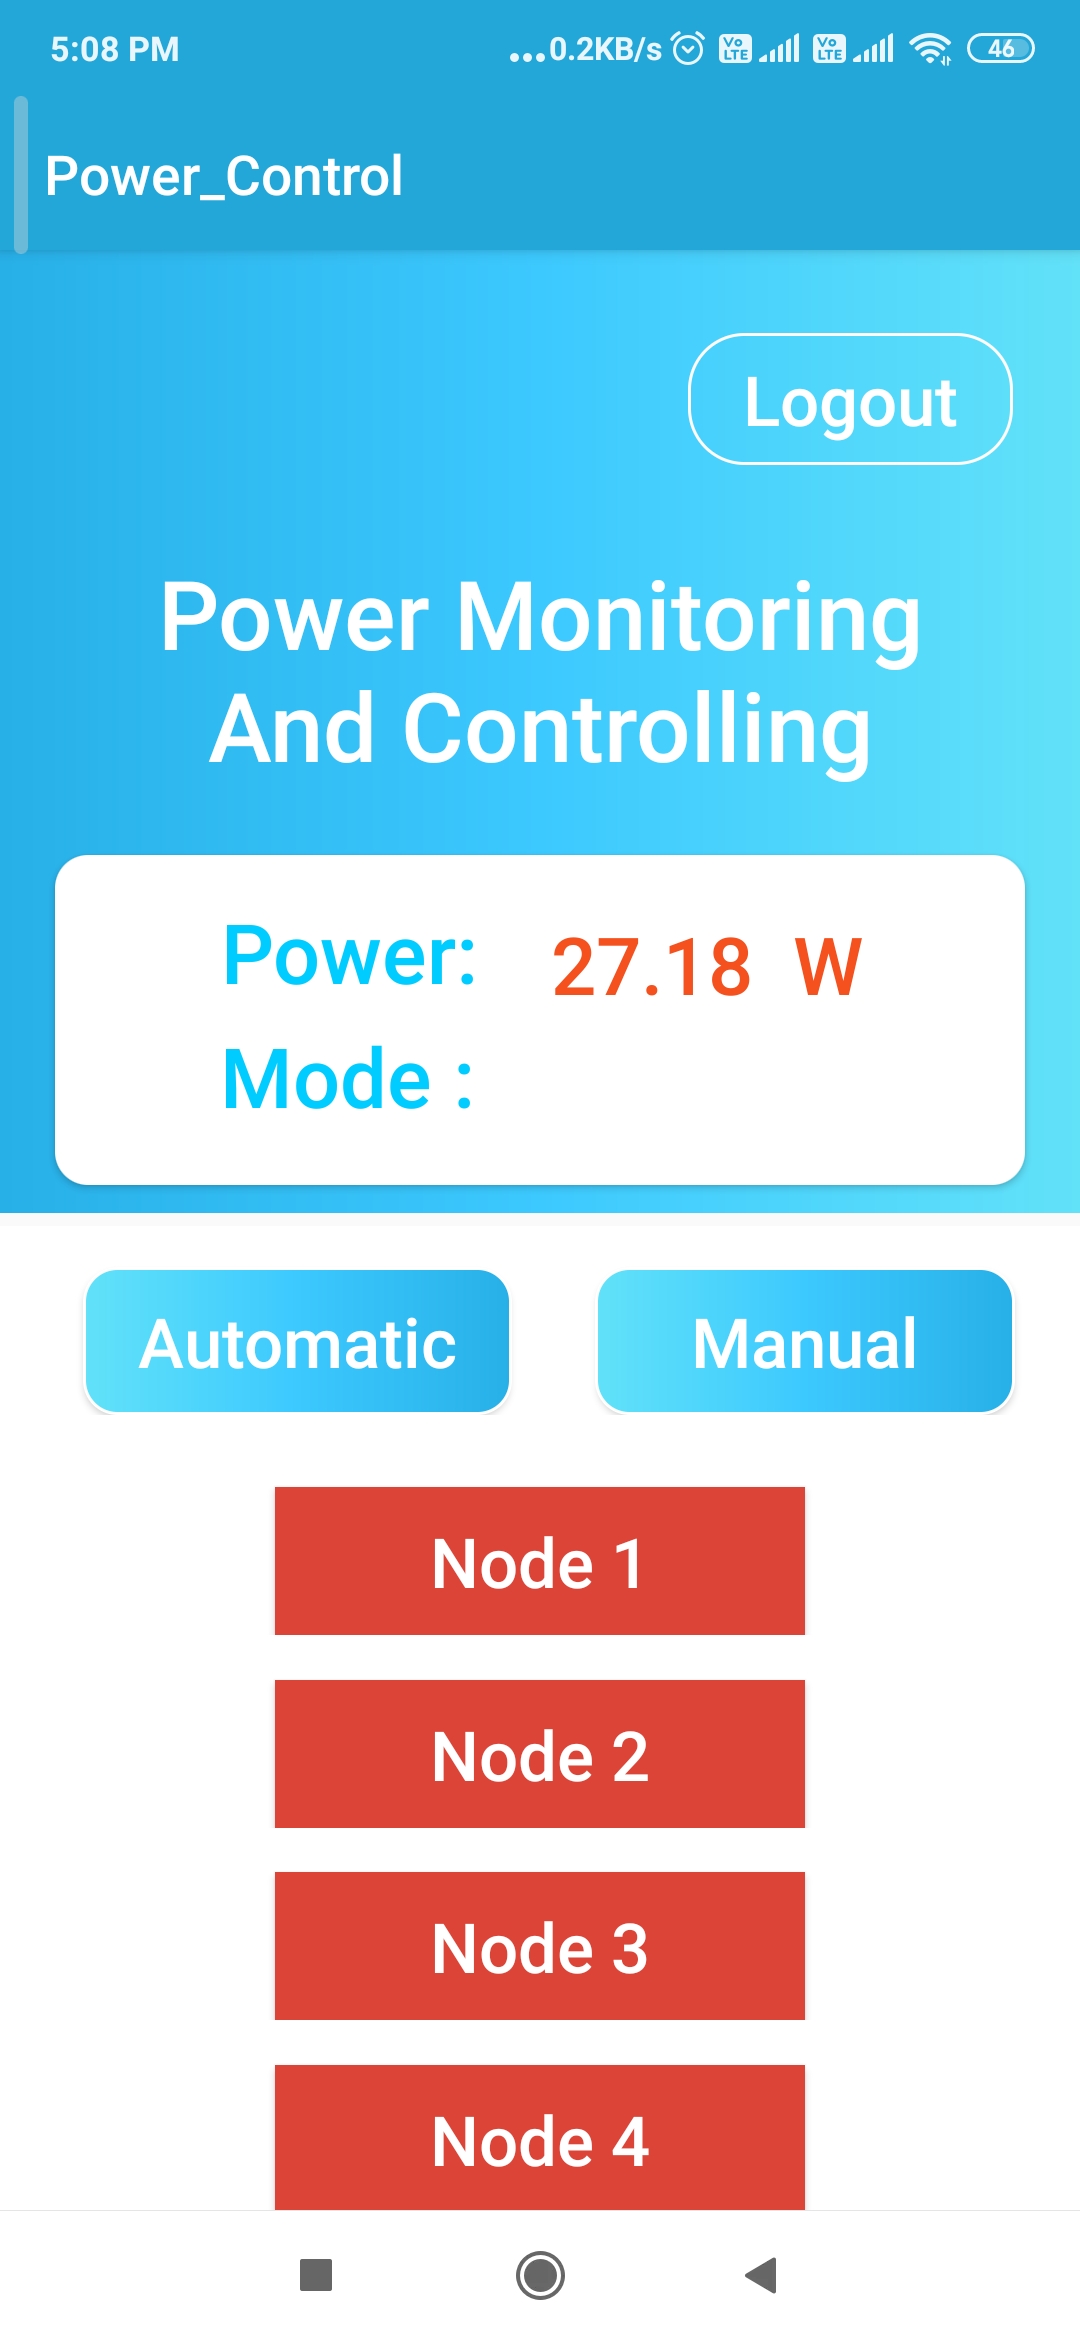 5:08 PM
...0.2KB/s Vo LTE Vo LTE 46
Power_Control
Logout
Power Monitoring
And Controlling
Power: 27.18 W
Mode :
Automatic Manual
Node 1
Node 2
Node 3
Node 4